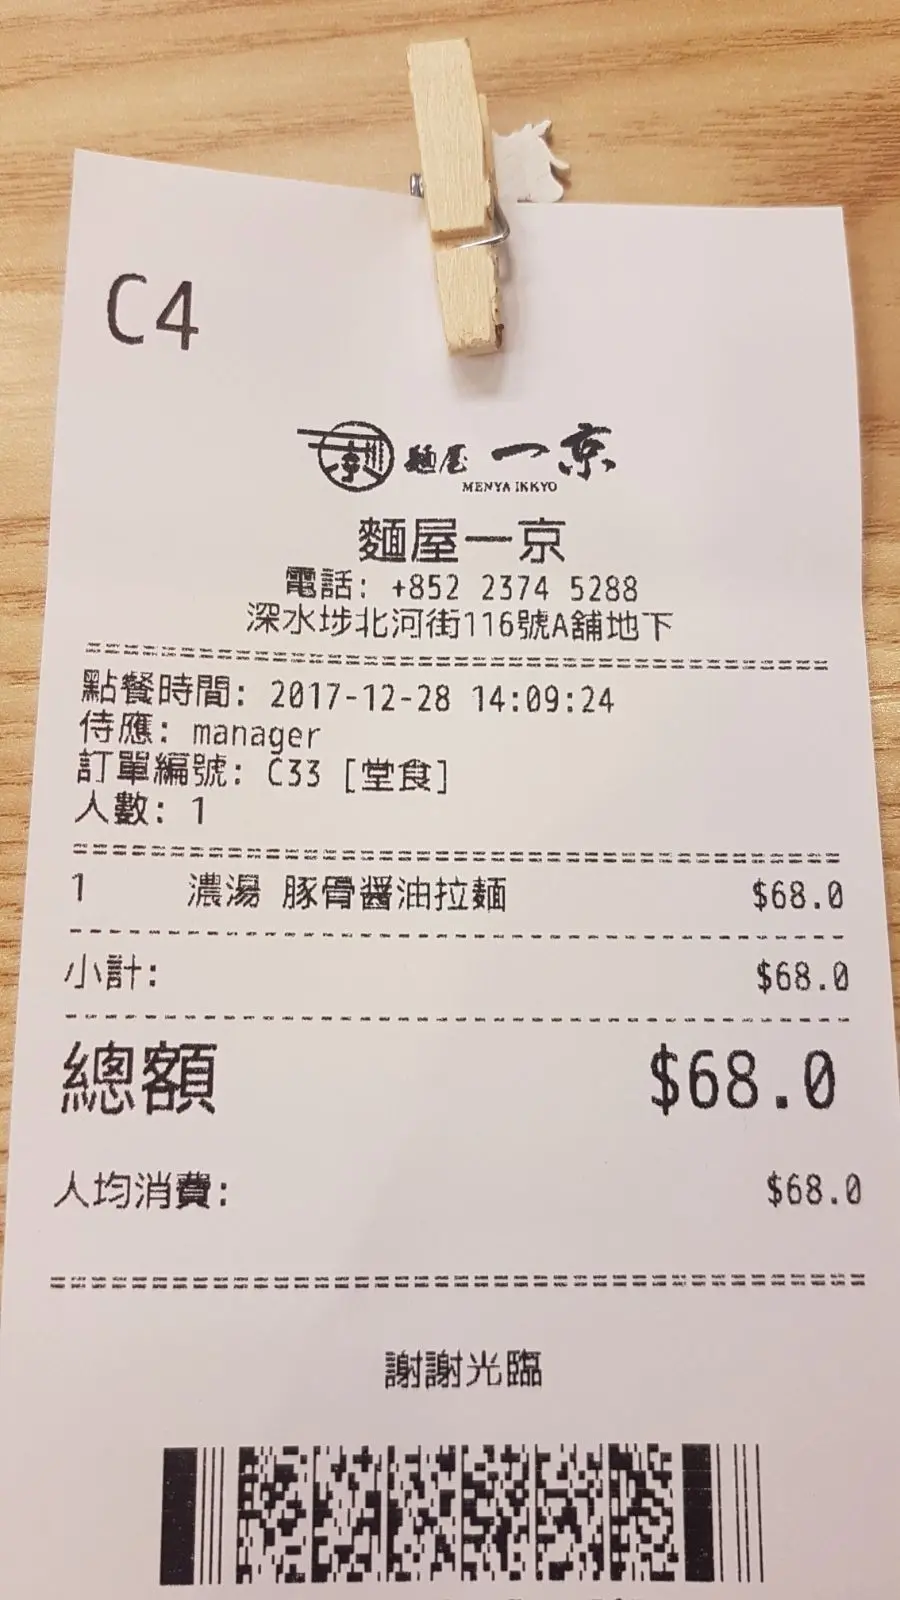 C4
麵屋 一京
MENYA IKKYO
麵屋一京
電話: +852 2374 5288
深水埗北河街116號A舖地下
點餐時間: 2017-12-28 14:09:24
侍應: manager
訂單編號: C33 [堂食]
人數: 1
1 濃湯 豚骨醬油拉麵 $68.0
小計: $68.0
總額 $68.0
人均消費: $68.0
謝謝光臨